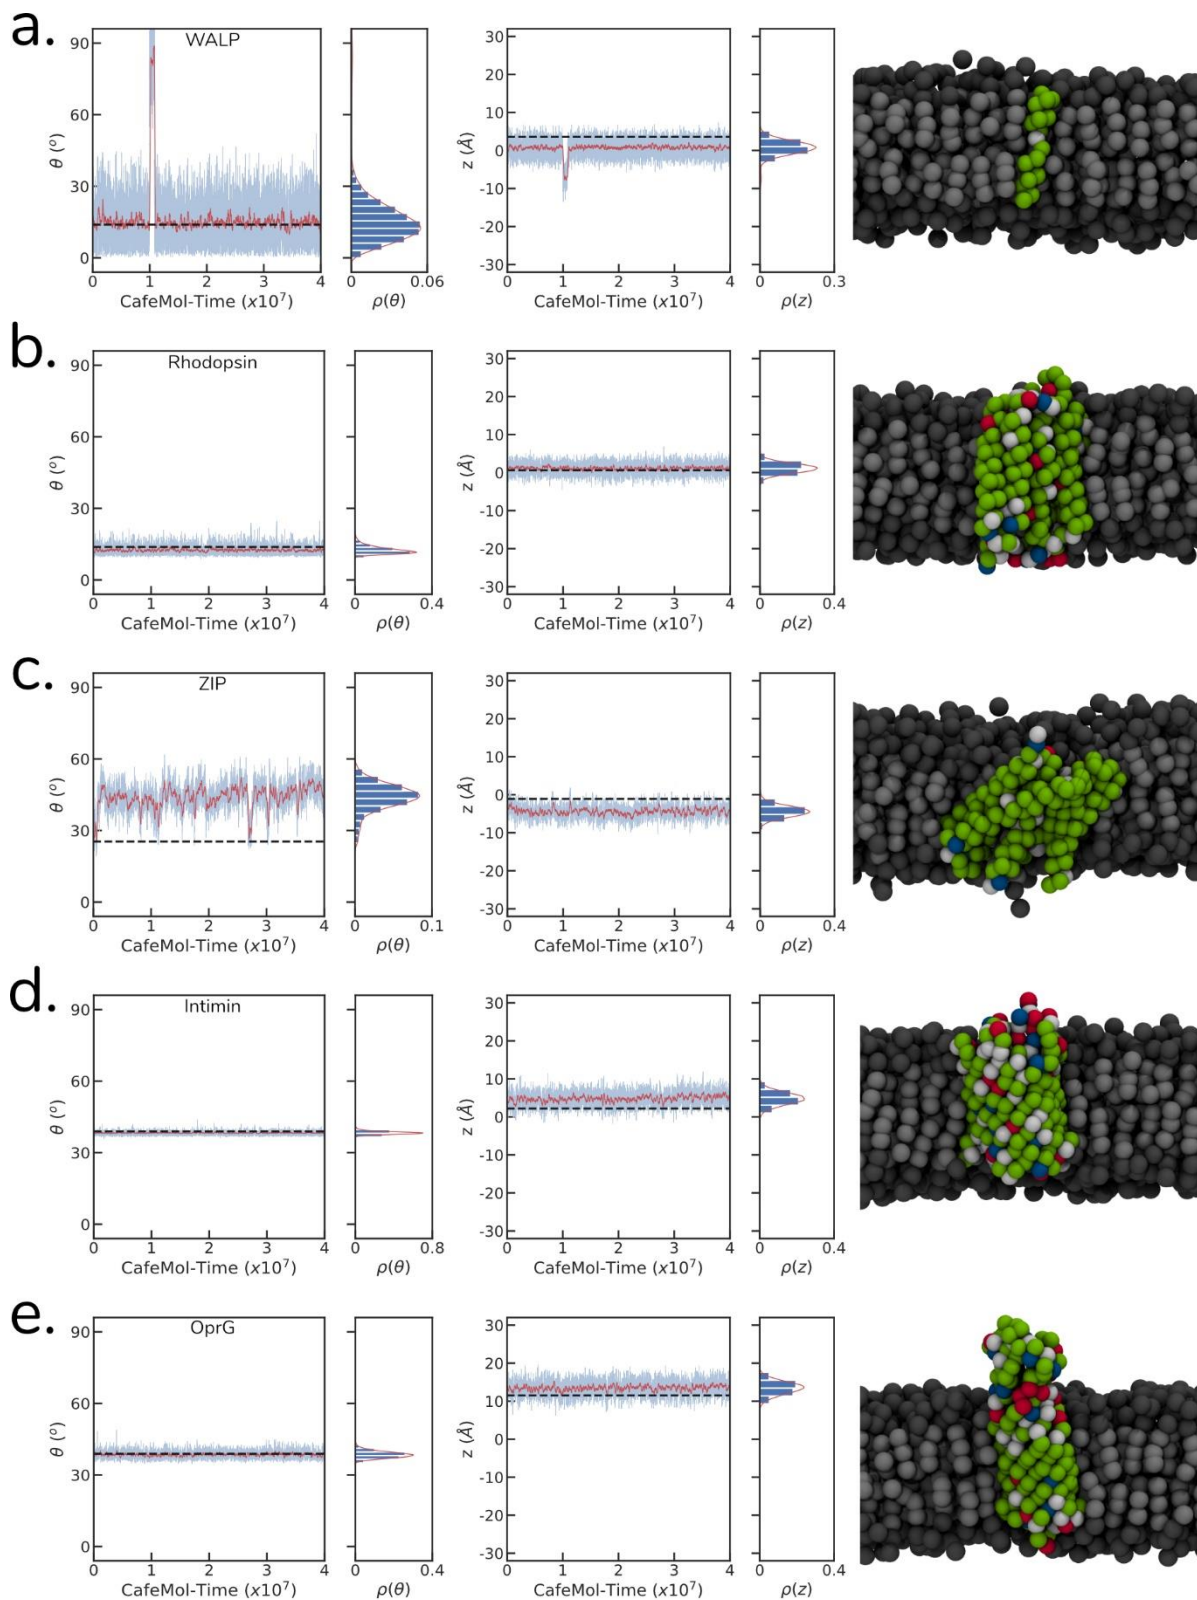 a.
WALP
90
60
30
0
θ (°)
0 1 2 3 4
CafeMol-Time (x10⁷)
0 0.06
ρ(θ)
30
20
10
0
-10
-20
-30
z (Å)
0 1 2 3 4
CafeMol-Time (x10⁷)
0 0.3
ρ(z)
b.
Rhodopsin
90
60
30
0
θ (°)
0 1 2 3 4
CafeMol-Time (x10⁷)
0 0.4
ρ(θ)
30
20
10
0
-10
-20
-30
z (Å)
0 1 2 3 4
CafeMol-Time (x10⁷)
0 0.4
ρ(z)
c.
ZIP
90
60
30
0
θ (°)
0 1 2 3 4
CafeMol-Time (x10⁷)
0 0.1
ρ(θ)
30
20
10
0
-10
-20
-30
z (Å)
0 1 2 3 4
CafeMol-Time (x10⁷)
0 0.4
ρ(z)
d.
Intimin
90
60
30
0
θ (°)
0 1 2 3 4
CafeMol-Time (x10⁷)
0 0.8
ρ(θ)
30
20
10
0
-10
-20
-30
z (Å)
0 1 2 3 4
CafeMol-Time (x10⁷)
0 0.4
ρ(z)
e.
OprG
90
60
30
0
θ (°)
0 1 2 3 4
CafeMol-Time (x10⁷)
0 0.4
ρ(θ)
30
20
10
0
-10
-20
-30
z (Å)
0 1 2 3 4
CafeMol-Time (x10⁷)
0 0.4
ρ(z)